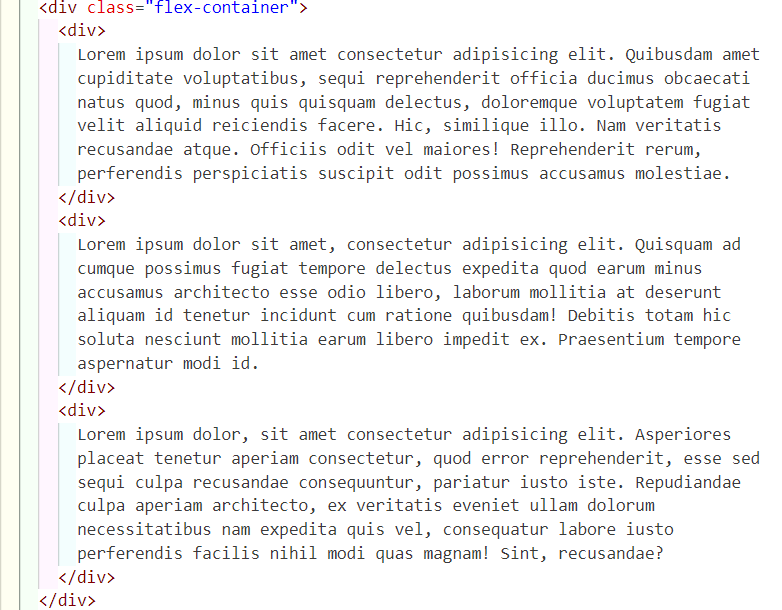 <div class="flex-container">
<div>
Lorem ipsum dolor sit amet consectetur adipisicing elit. Quibusdam amet
cupiditate voluptatibus, sequi reprehenderit officia ducimus obcaecati
natus quod, minus quis quisquam delectus, doloremque voluptatem fugiat
velit aliquid reiciendis facere. Hic, similique illo. Nam veritatis
recusandae atque. Officiis odit vel maiores! Reprehenderit rerum,
perferendis perspiciatis suscipit odit possimus accusamus molestiae.
</div>
<div>
Lorem ipsum dolor sit amet, consectetur adipisicing elit. Quisquam ad
cumque possimus fugiat tempore delectus expedita quod earum minus
accusamus architecto esse odio libero, laborum mollitia at deserunt
aliquam id tenetur incidunt cum ratione quibusdam! Debitis totam hic
soluta nesciunt mollitia earum libero impedit ex. Praesentium tempore
aspernatur modi id.
</div>
<div>
Lorem ipsum dolor, sit amet consectetur adipisicing elit. Asperiores
placeat tenetur aperiam consectetur, quod error reprehenderit, esse sed
sequi culpa recusandae consequuntur, pariatur iusto iste. Repudiandae
culpa aperiam architecto, ex veritatis eveniet ullam dolorum
necessitatibus nam expedita quis vel, consequatur labore iusto
perferendis facilis nihil modi quas magnam! Sint, recusandae?
</div>
</div>